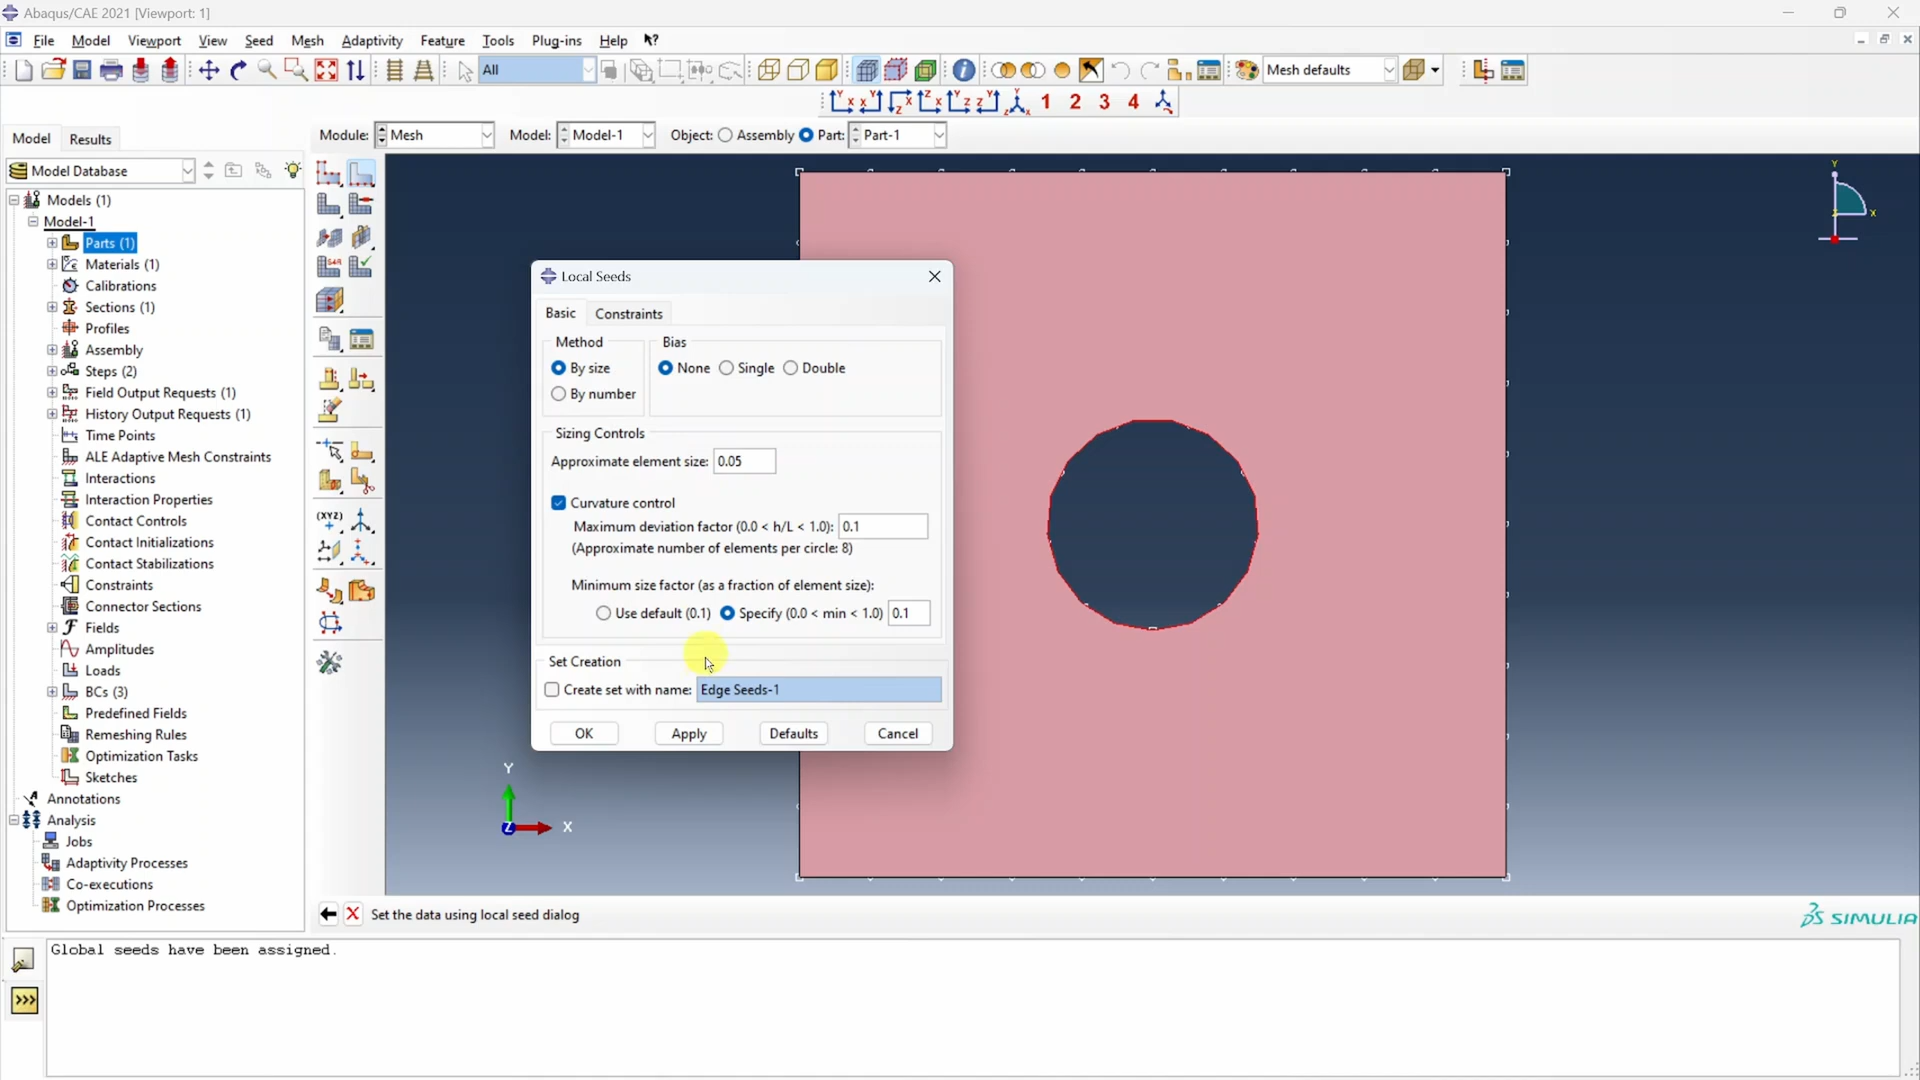 Abaqus/CAE 2021 [Viewport: 1]
File Model Viewport View Seed Mesh Adaptivity Feature Tools Plug-ins Help
All
Mesh defaults
1 2 3 4
Model Results
Module: Mesh Model: Model-1 Object: Assembly Part: Part-1
Model Database
Models (1)
Model-1
Parts (1)
Materials (1)
Calibrations
Sections (1)
Profiles
Assembly
Steps (2)
Field Output Requests (1)
History Output Requests (1)
Time Points
ALE Adaptive Mesh Constraints
Interactions
Interaction Properties
Contact Controls
Contact Initializations
Contact Stabilizations
Constraints
Connector Sections
Fields
Amplitudes
Loads
BCs (3)
Predefined Fields
Remeshing Rules
Optimization Tasks
Sketches
Annotations
Analysis
Jobs
Adaptivity Processes
Co-executions
Optimization Processes
Local Seeds
Basic Constraints
Method
By size
By number
Bias
None Single Double
Sizing Controls
Approximate element size: 0.05
Curvature control
Maximum deviation factor (0.0 < h/L < 1.0): 0.1
(Approximate number of elements per circle: 8)
Minimum size factor (as a fraction of element size):
Use default (0.1) Specify (0.0 < min < 1.0) 0.1
Set Creation
Create set with name: Edge Seeds-1
OK Apply Defaults Cancel
Y
X
Z
Y
X
Set the data using local seed dialog
SIMULIA
Global seeds have been assigned.